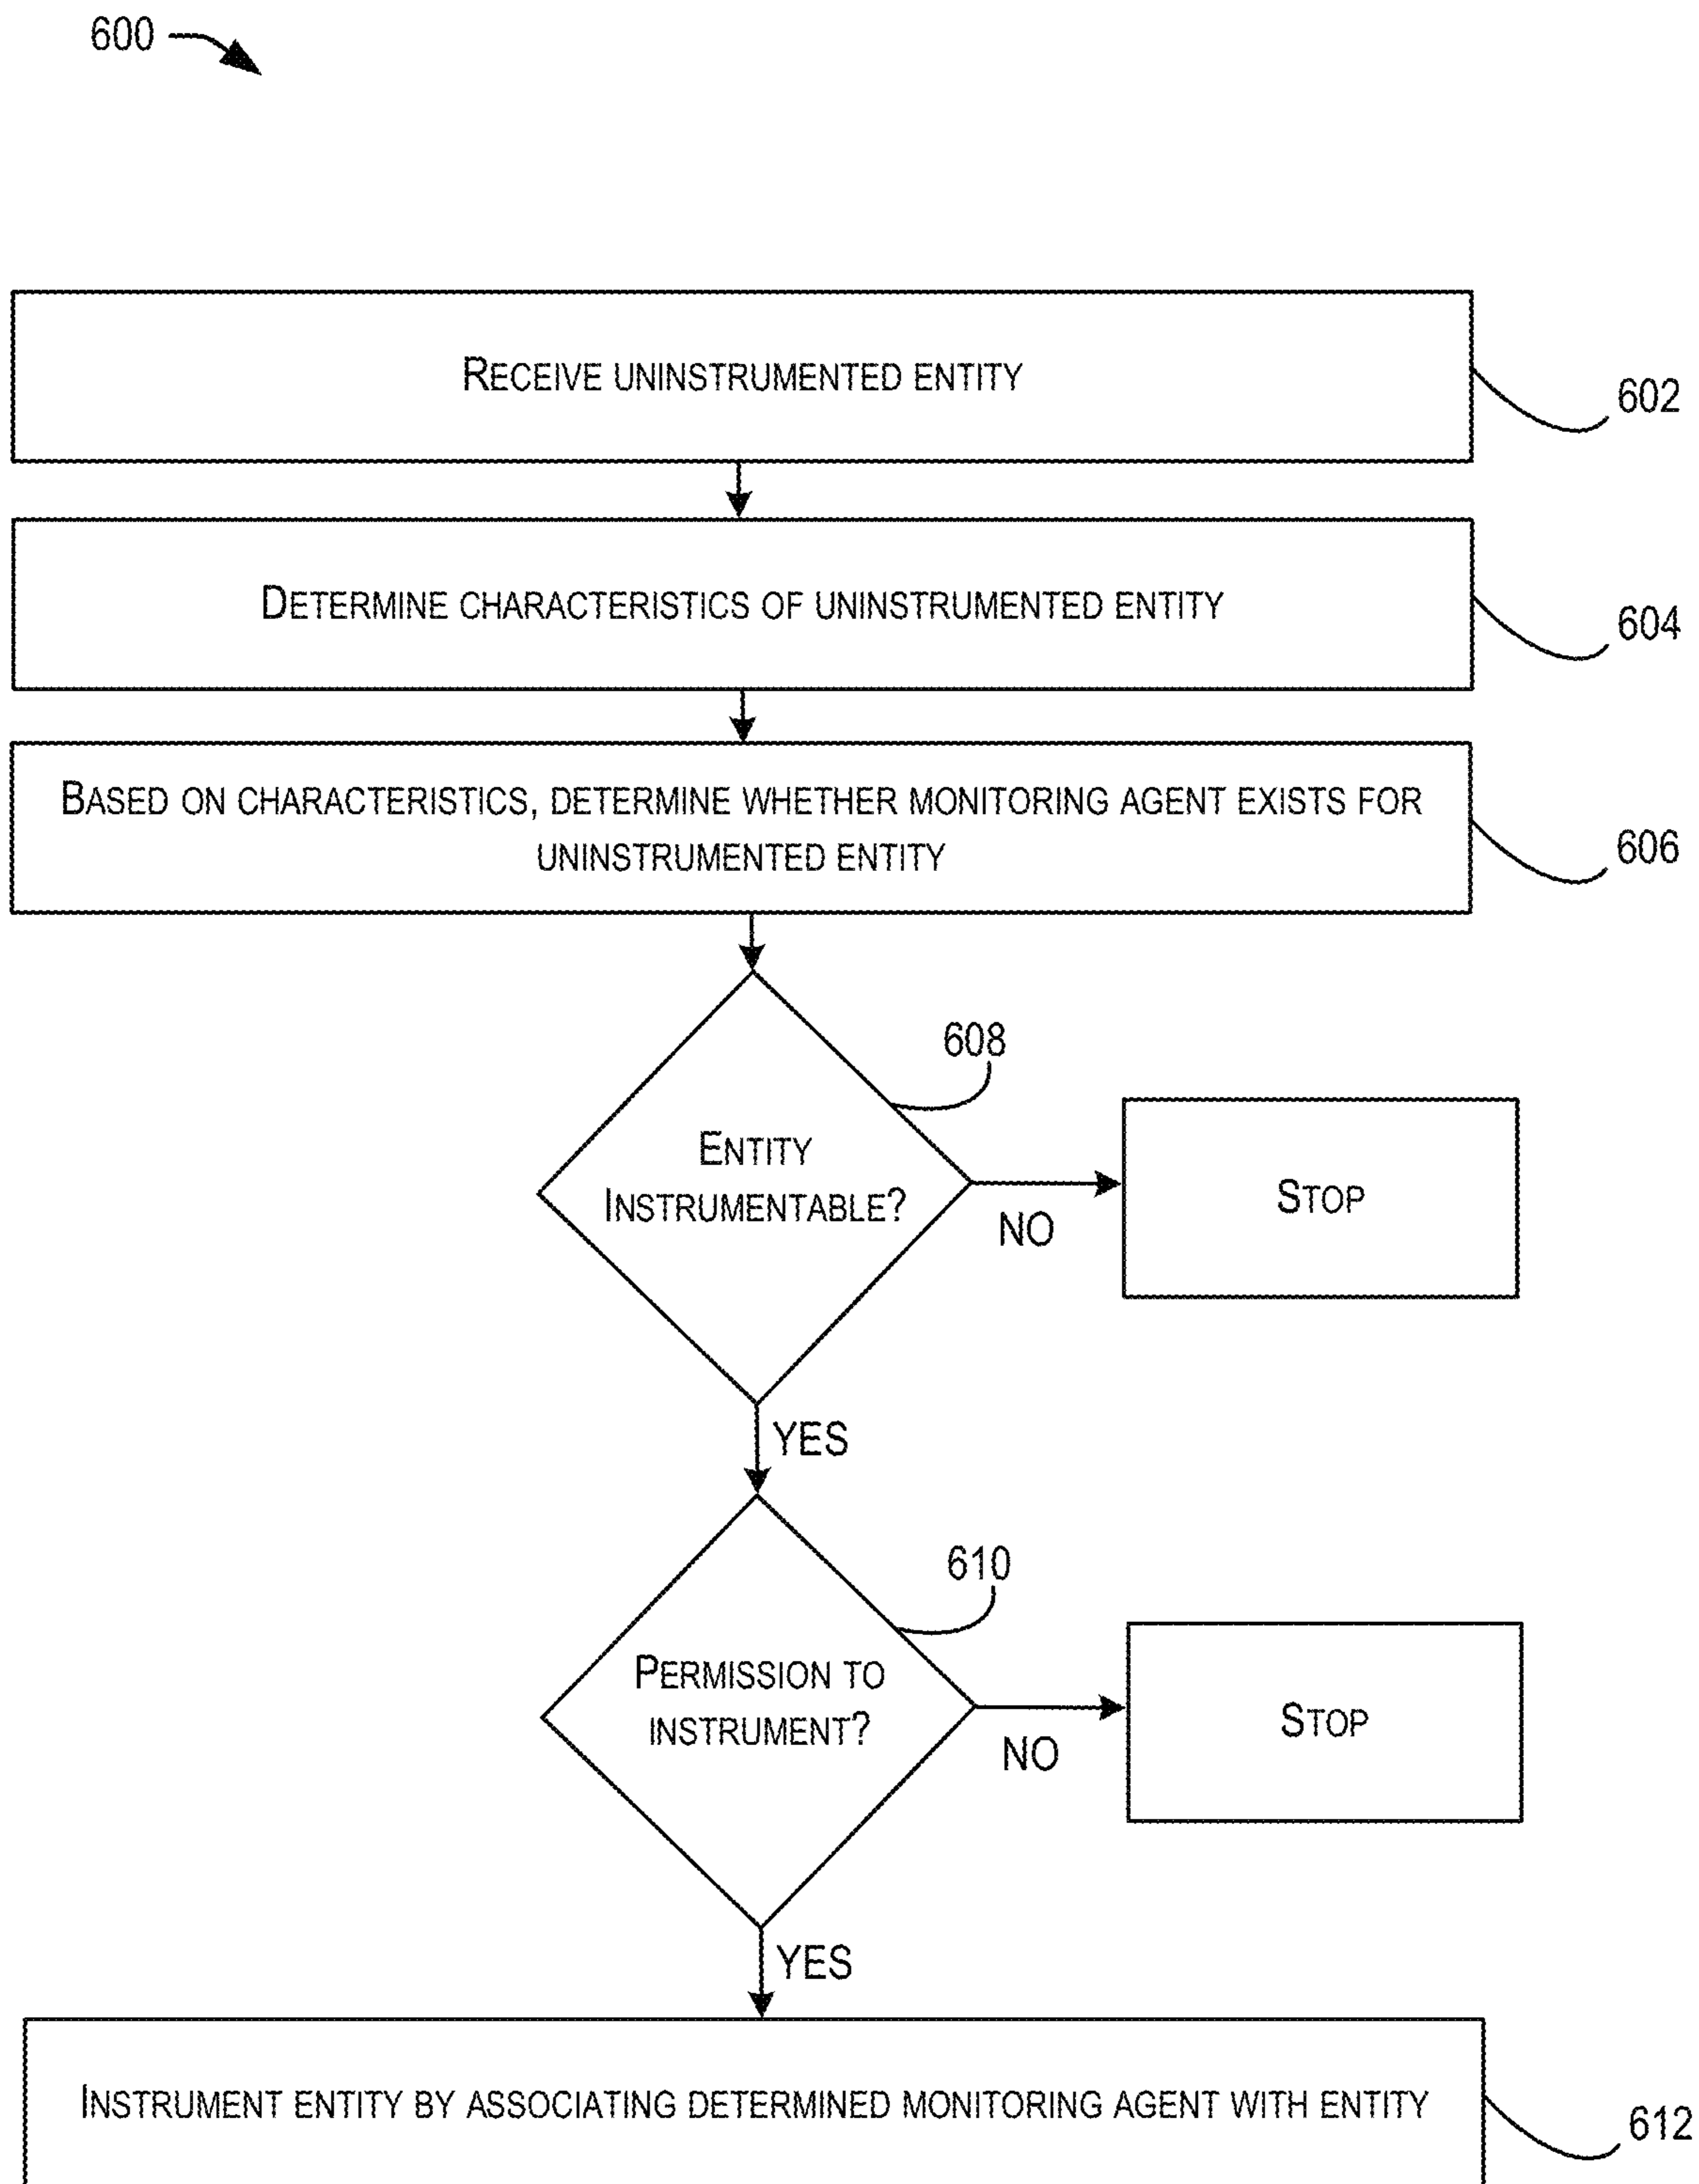 600
RECEIVE UNINSTRUMENTED ENTITY
602
DETERMINE CHARACTERISTICS OF UNINSTRUMENTED ENTITY
604
BASED ON CHARACTERISTICS, DETERMINE WHETHER MONITORING AGENT EXISTS FOR
UNINSTRUMENTED ENTITY
606
608
ENTITY
INSTRUMENTABLE?
NO
STOP
YES
610
PERMISSION TO
INSTRUMENT?
NO
STOP
YES
INSTRUMENT ENTITY BY ASSOCIATING DETERMINED MONITORING AGENT WITH ENTITY
612